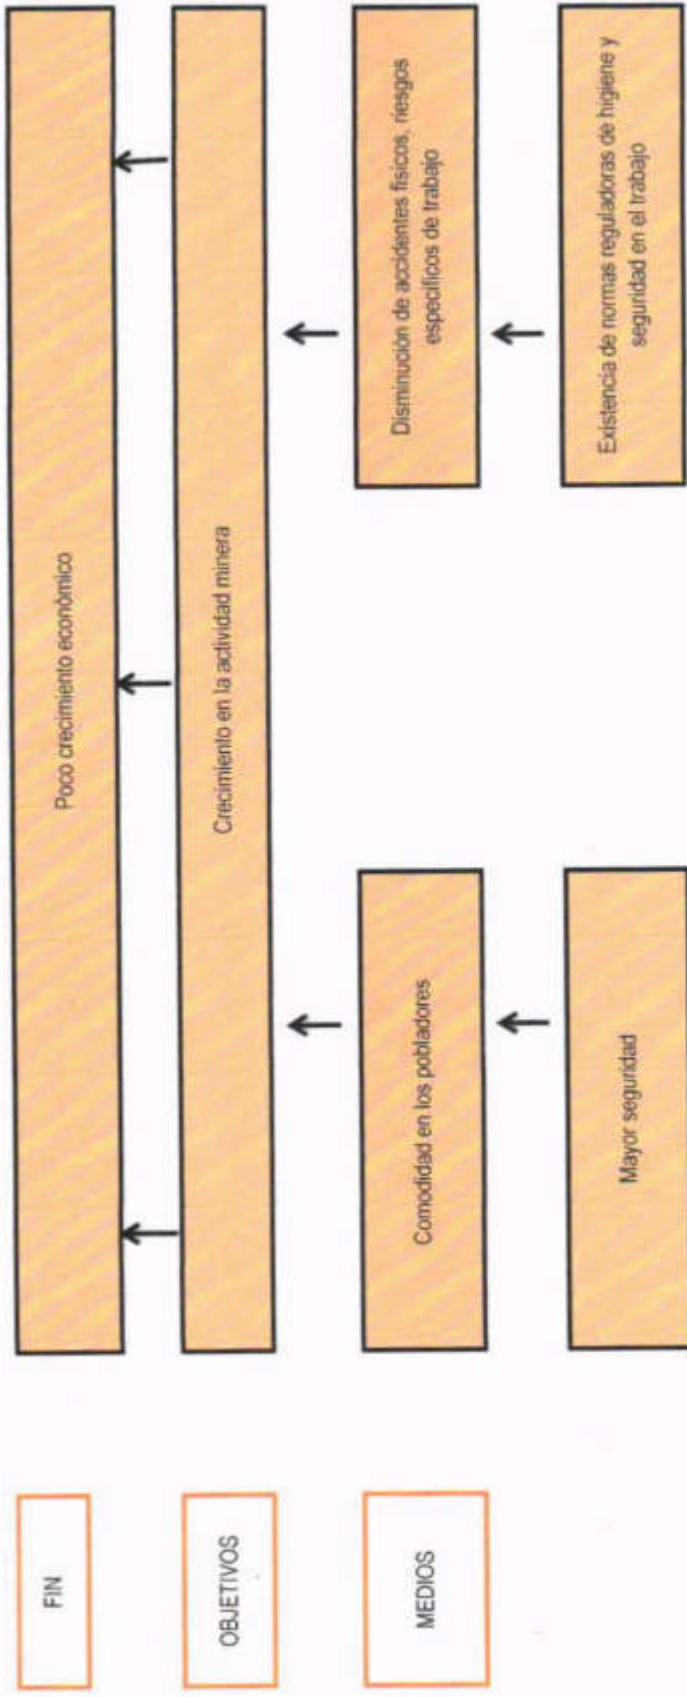 FIN
Poco crecimiento económico
OBJETIVOS
Crecimiento en la actividad minera
MEDIOS
Comodidad en los pobladores
Disminución de accidentes físicos, riesgos
específicos de trabajo
Mayor seguridad
Existencia de normas reguladoras de higiene y
seguridad en el trabajo